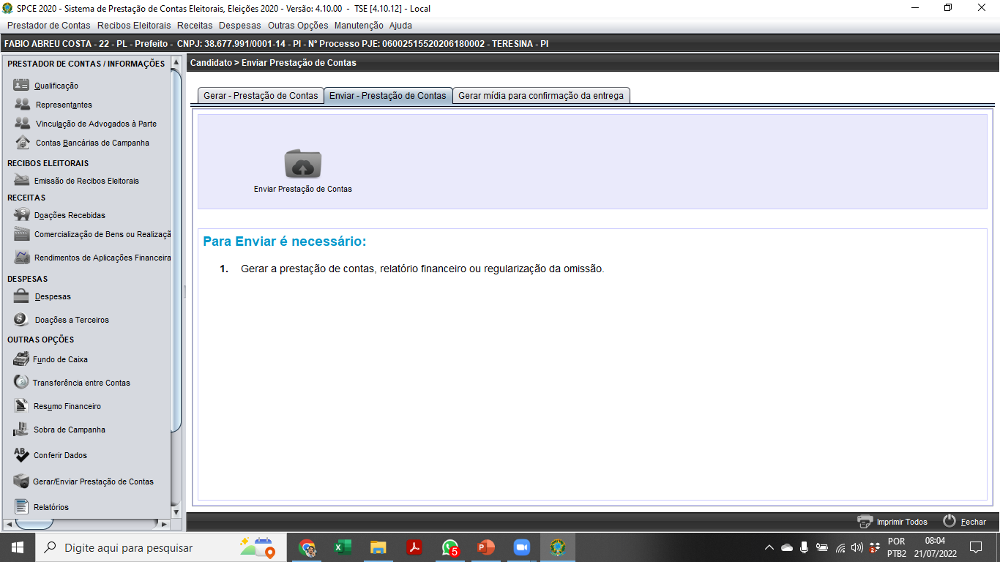 SPCE 2020 - Sistema de Prestação de Contas Eleitorais, Eleições 2020 - Versão: 4.10.00 - TSE [4.10.12] - Local
Prestador de Contas Recibos Eleitorais Receitas Despesas Outras Opções Manutenção Ajuda
FABIO ABREU COSTA - 22 - PL - Prefeito - CNPJ: 38.677.991/0001-14 - PI - Nº Processo PJE: 06002515520206180002 - TERESINA - PI
PRESTADOR DE CONTAS / INFORMAÇÕES
Qualificação
Representantes
Vinculação de Advogados à Parte
Contas Bancárias de Campanha
RECIBOS ELEITORAIS
Emissão de Recibos Eleitorais
RECEITAS
Doações Recebidas
Comercialização de Bens ou Realizaçã
Rendimentos de Aplicações Financeira
DESPESAS
Despesas
Doações a Terceiros
OUTRAS OPÇÕES
Fundo de Caixa
Transferência entre Contas
Resumo Financeiro
Sobra de Campanha
Conferir Dados
Gerar/Enviar Prestação de Contas
Relatórios
Candidato > Enviar Prestação de Contas
Gerar - Prestação de Contas Enviar - Prestação de Contas Gerar mídia para confirmação da entrega
Enviar Prestação de Contas
Para Enviar é necessário:
1. Gerar a prestação de contas, relatório financeiro ou regularização da omissão.
Imprimir Todos Fechar
Digite aqui para pesquisar
5
2
POR
PTB2
08:04
21/07/2022